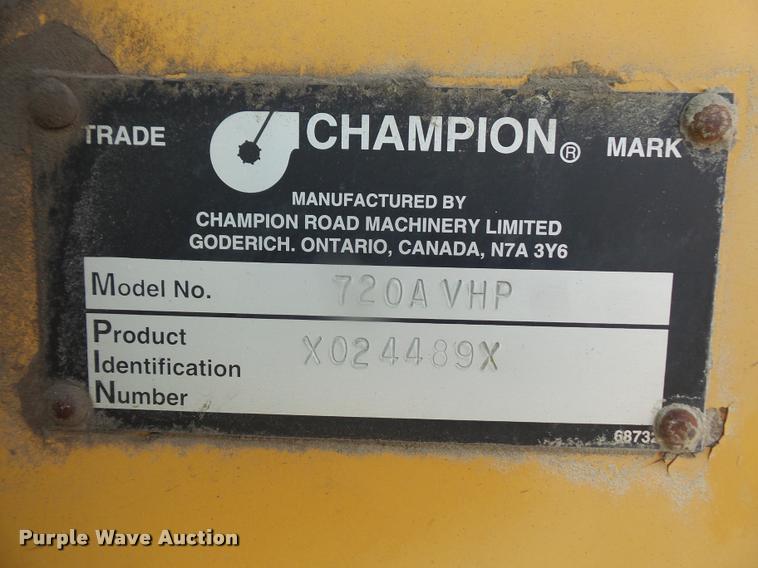 TRADE CHAMPION® MARK
MANUFACTURED BY
CHAMPION ROAD MACHINERY LIMITED
GODERICH. ONTARIO, CANADA, N7A 3Y6
Model No. 720A VHP
Product
Identification X024489X
Number
6873
Purple Wave Auction